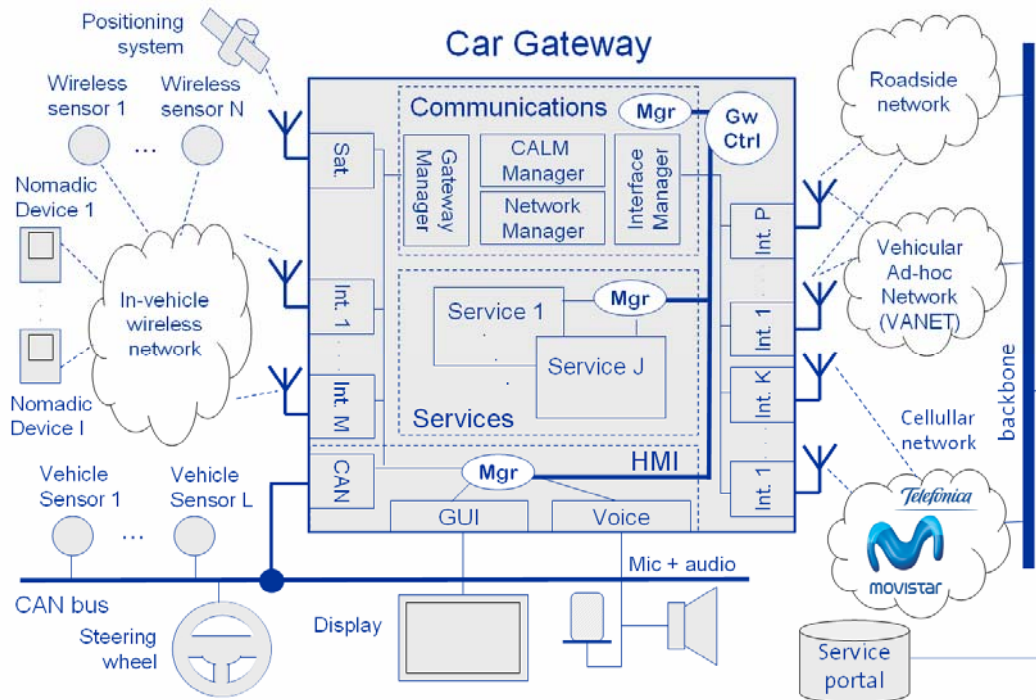 Positioning
system
Car Gateway
Wireless
sensor 1
Wireless
sensor N
...
Nomadic
Device 1
In-vehicle
wireless
network
Nomadic
Device I
Sat.
Int. 1
Int. M
CAN
Communications
Mgr
Gw
Ctrl
Gateway
Manager
CALM
Manager
Network
Manager
Interface
Manager
Service 1
Mgr
Service J
Services
HMI
Mgr
GUI
Voice
Int. P
Int. 1
Int. K
Int. 1
Roadside
network
Vehicular
Ad-hoc
Network
(VANET)
backbone
Cellullar
network
Telefónica
movistar
Vehicle
Sensor 1
Vehicle
Sensor L
...
CAN bus
Steering
wheel
Display
Mic + audio
Service
portal